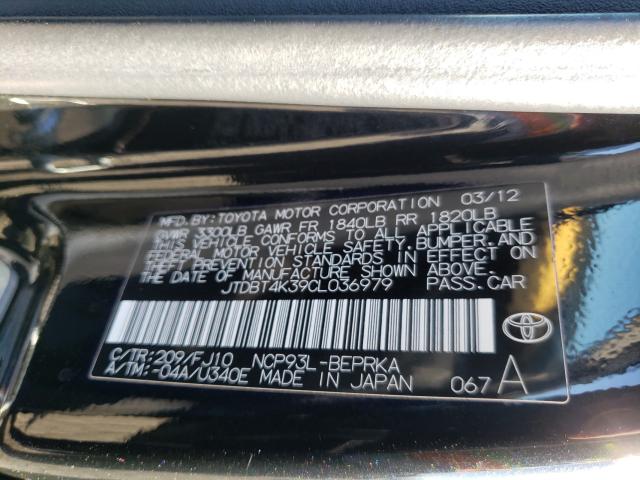 MFD.BY:TOYOTA MOTOR CORPORATION 03/12
GVWR 3300LB GAWR FR 1840LB RR 1820LB
THIS VEHICLE CONFORMS TO ALL APPLICABLE
FEDERAL MOTOR VEHICLE SAFETY, BUMPER, AND
THEFT PREVENTION STANDARDS IN EFFECT ON
THE DATE OF MANUFACTURE SHOWN ABOVE.
JTDBT4K39CL036979 PASS.CAR
C/TR:209/FJ10 NCP93L-BEPRKA
A/TM:-04A/U340E MADE IN JAPAN 067 A